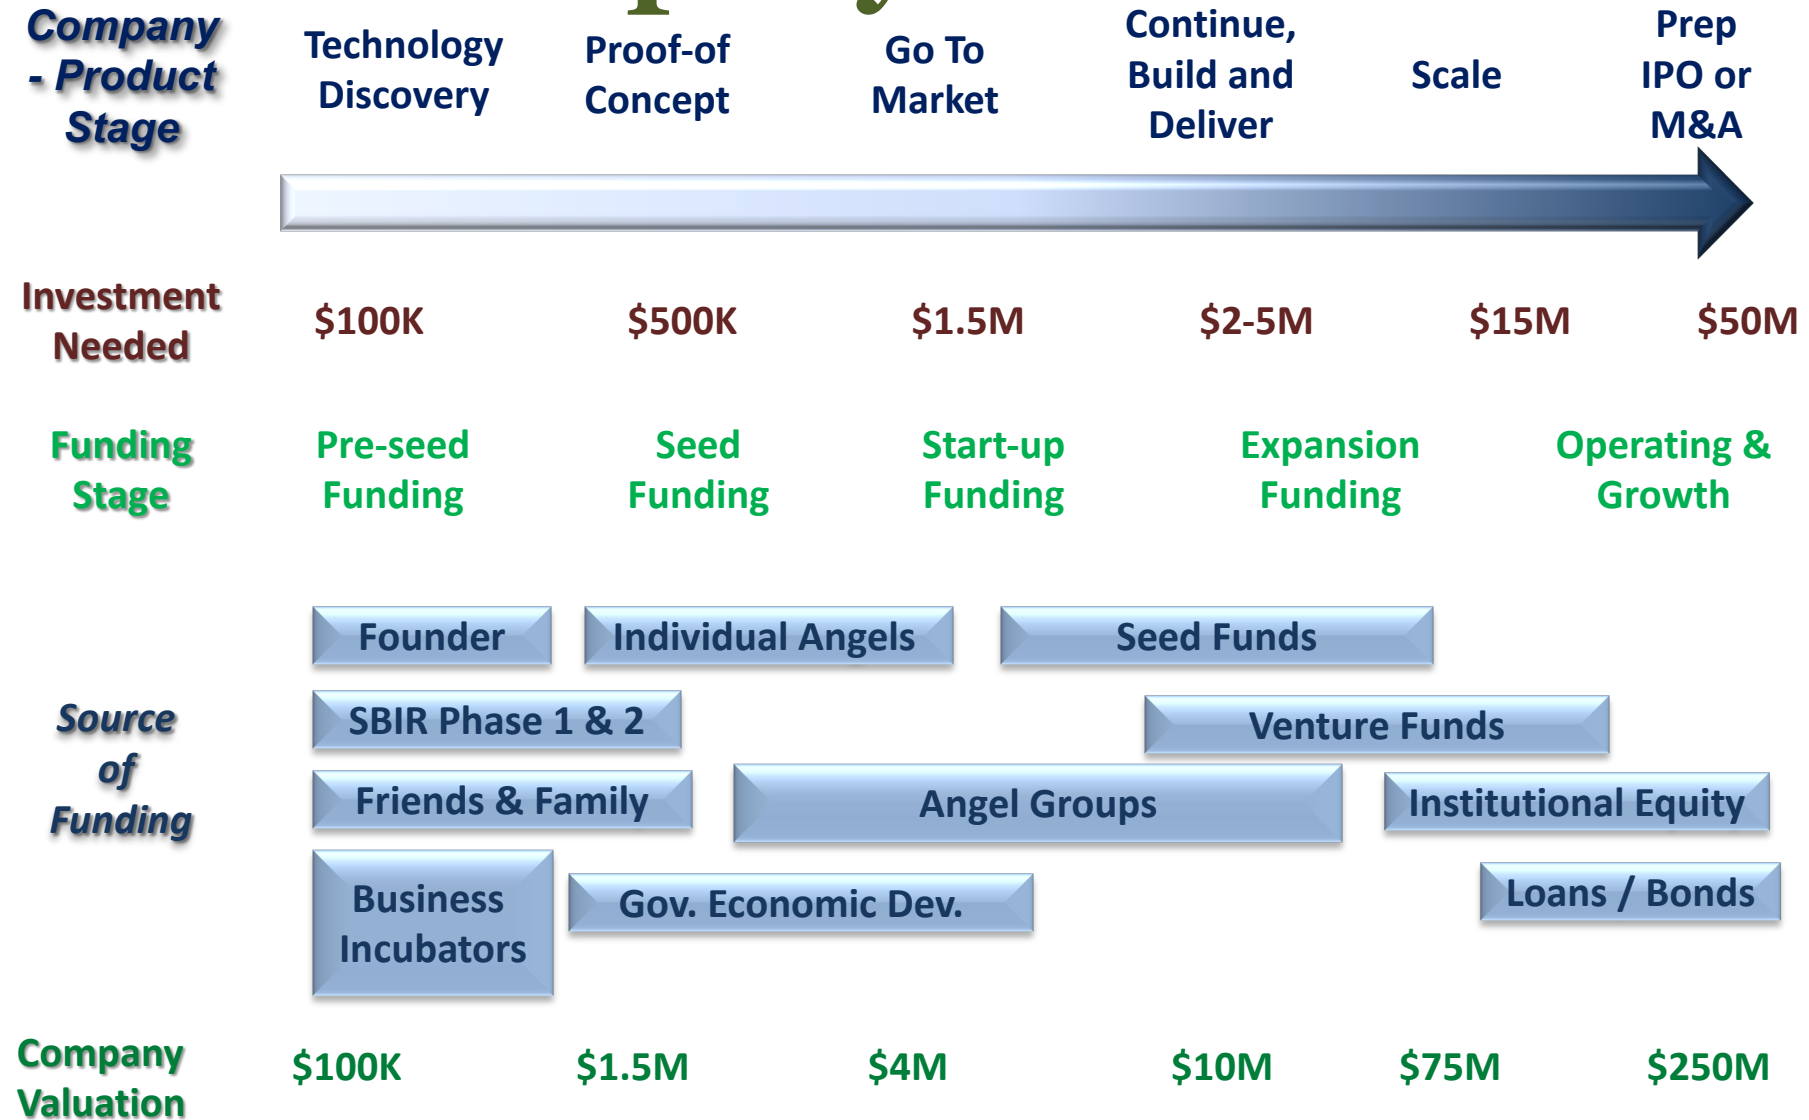 Company
- Product
Stage
Technology
Discovery
Proof-of
Concept
Go To
Market
Continue,
Build and
Deliver
Scale
Prep
IPO or
M&A
Investment
Needed
$100K
$500K
$1.5M
$2-5M
$15M
$50M
Funding
Stage
Pre-seed
Funding
Seed
Funding
Start-up
Funding
Expansion
Funding
Operating &
Growth
Source
of
Funding
Founder
Individual Angels
Seed Funds
SBIR Phase 1 & 2
Venture Funds
Friends & Family
Angel Groups
Institutional Equity
Business
Incubators
Gov. Economic Dev.
Loans / Bonds
Company
Valuation
$100K
$1.5M
$4M
$10M
$75M
$250M